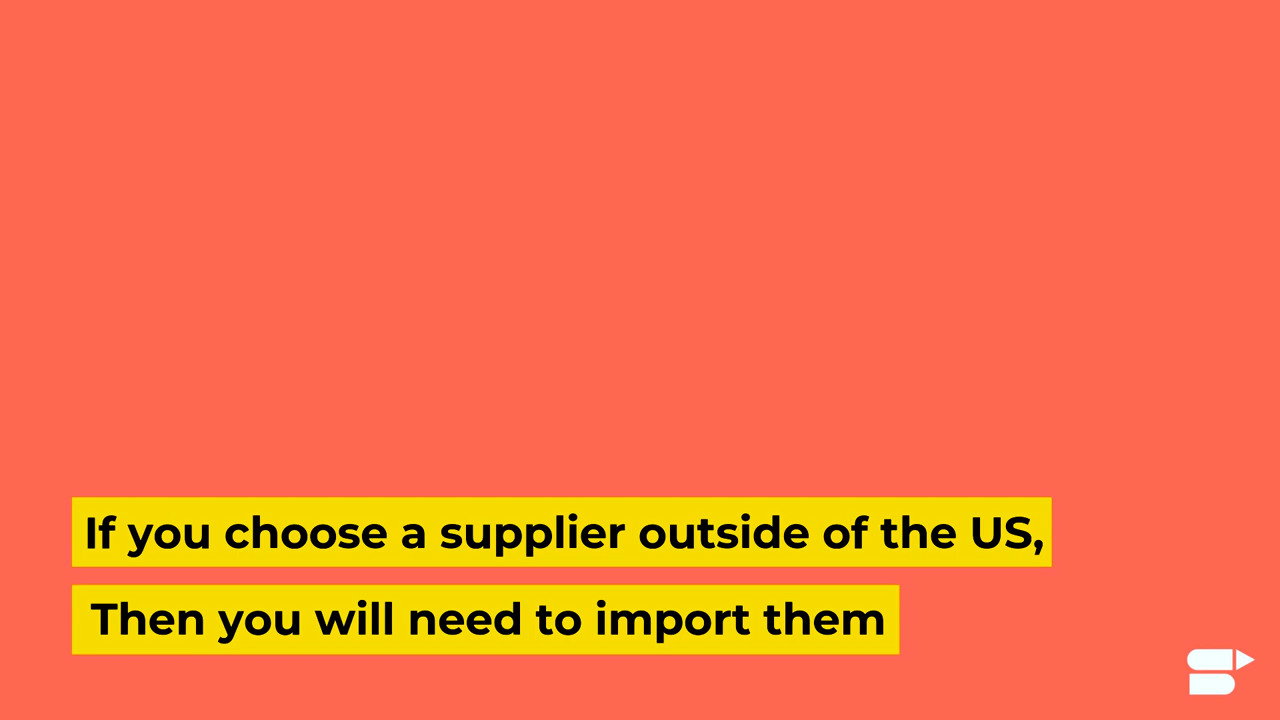 If you choose a supplier outside of the US,
Then you will need to import them